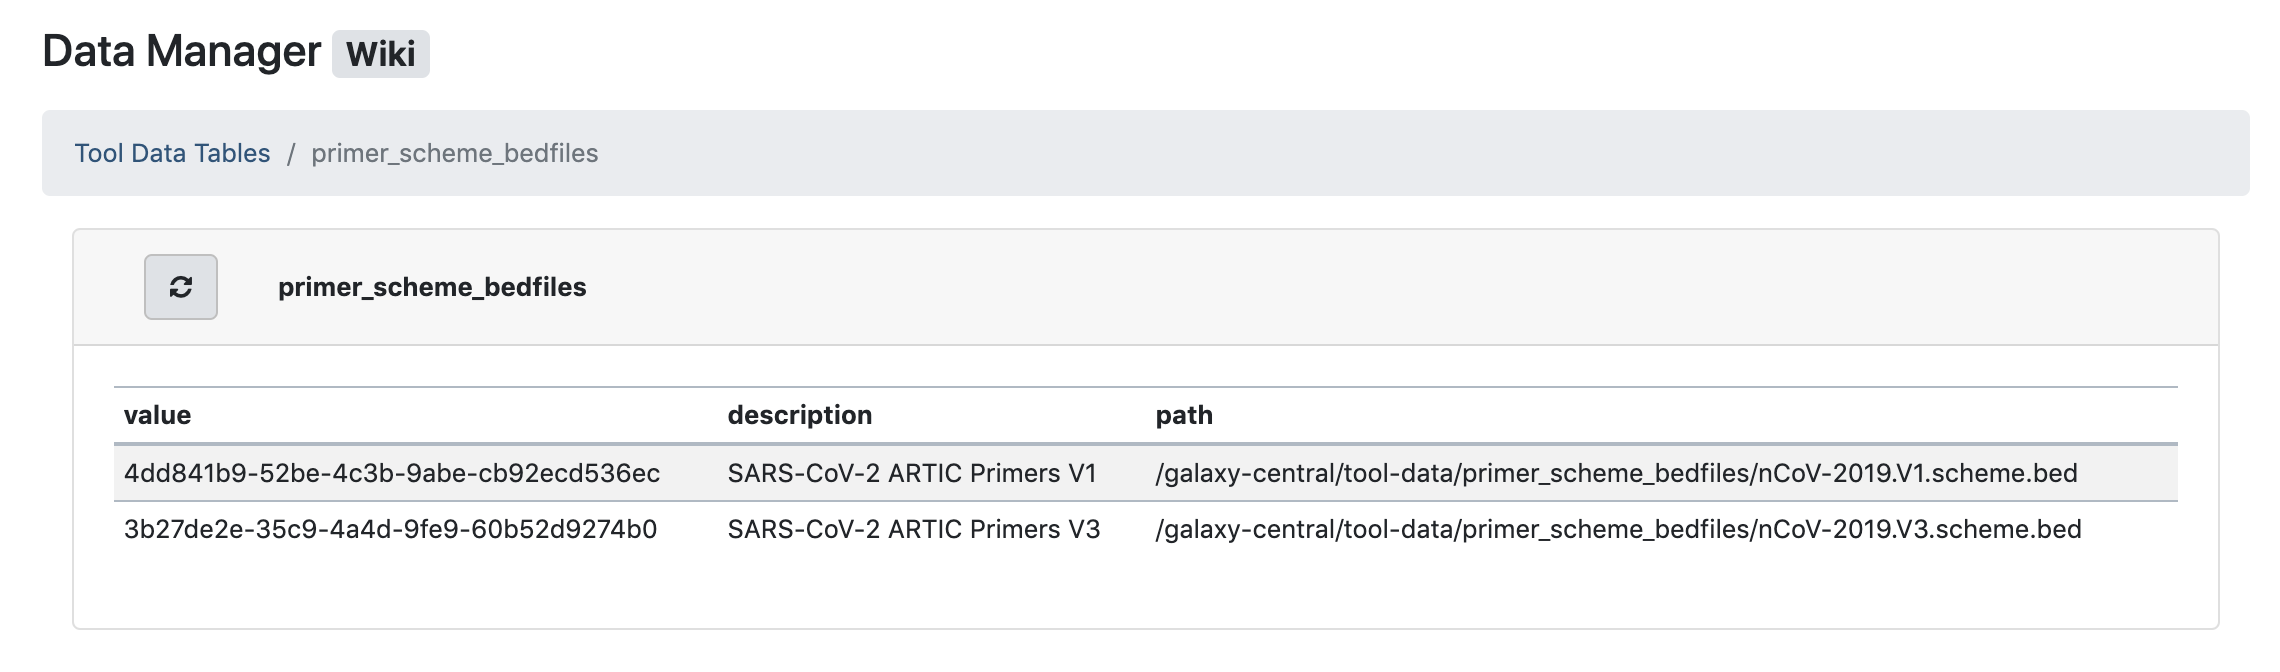 Data Manager Wiki
Tool Data Tables / primer_scheme_bedfiles
primer_scheme_bedfiles
value description path
4dd841b9-52be-4c3b-9abe-cb92ecd536ec SARS-CoV-2 ARTIC Primers V1 /galaxy-central/tool-data/primer_scheme_bedfiles/nCoV-2019.V1.scheme.bed
3b27de2e-35c9-4a4d-9fe9-60b52d9274b0 SARS-CoV-2 ARTIC Primers V3 /galaxy-central/tool-data/primer_scheme_bedfiles/nCoV-2019.V3.scheme.bed